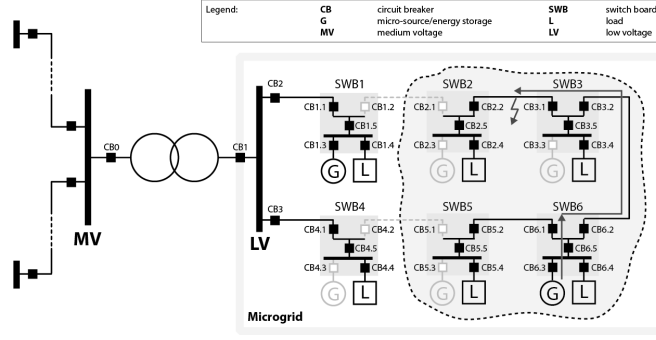 Legend: CB circuit breaker SWB switch board
G micro-source/energy storage L load
MV medium voltage LV low voltage
CB2 SWB1 SWB2 SWB3
CB1.1 CB1.2 CB2.1 CB2.2 CB3.1 CB3.2
CB1.5 CB2.5 CB3.5
CB0 CB1 CB1.3 CB1.4 CB2.3 CB2.4 CB3.3 CB3.4
G L G L G L
CB3 SWB4 SWB5 SWB6
MV LV CB4.1 CB4.2 CB5.1 CB5.2 CB6.1 CB6.2
CB4.5 CB5.5 CB6.5
CB4.3 CB4.4 CB5.3 CB5.4 CB6.3 CB6.4
G L G L G L
Microgrid